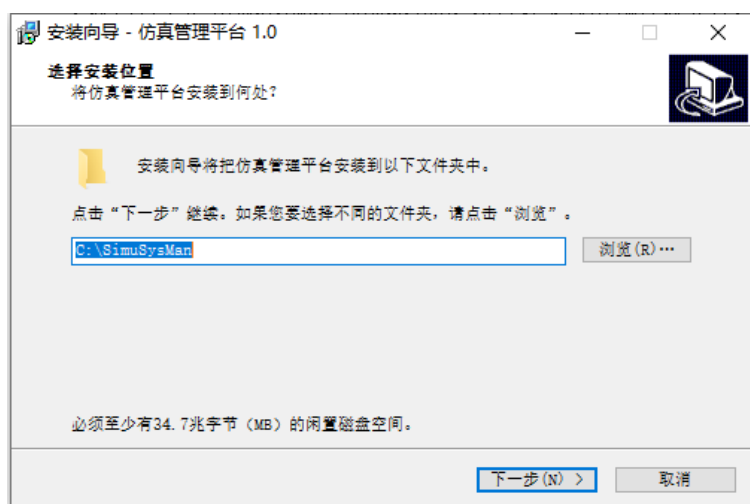 安装向导 - 仿真管理平台 1.0
选择安装位置
将仿真管理平台安装到何处？
安装向导将把仿真管理平台安装到以下文件夹中。
点击“下一步”继续。如果您要选择不同的文件夹，请点击“浏览”。
C:\SimuSysMan
浏览(R)...
必须至少有34.7兆字节（MB）的闲置磁盘空间。
下一步(N) >
取消